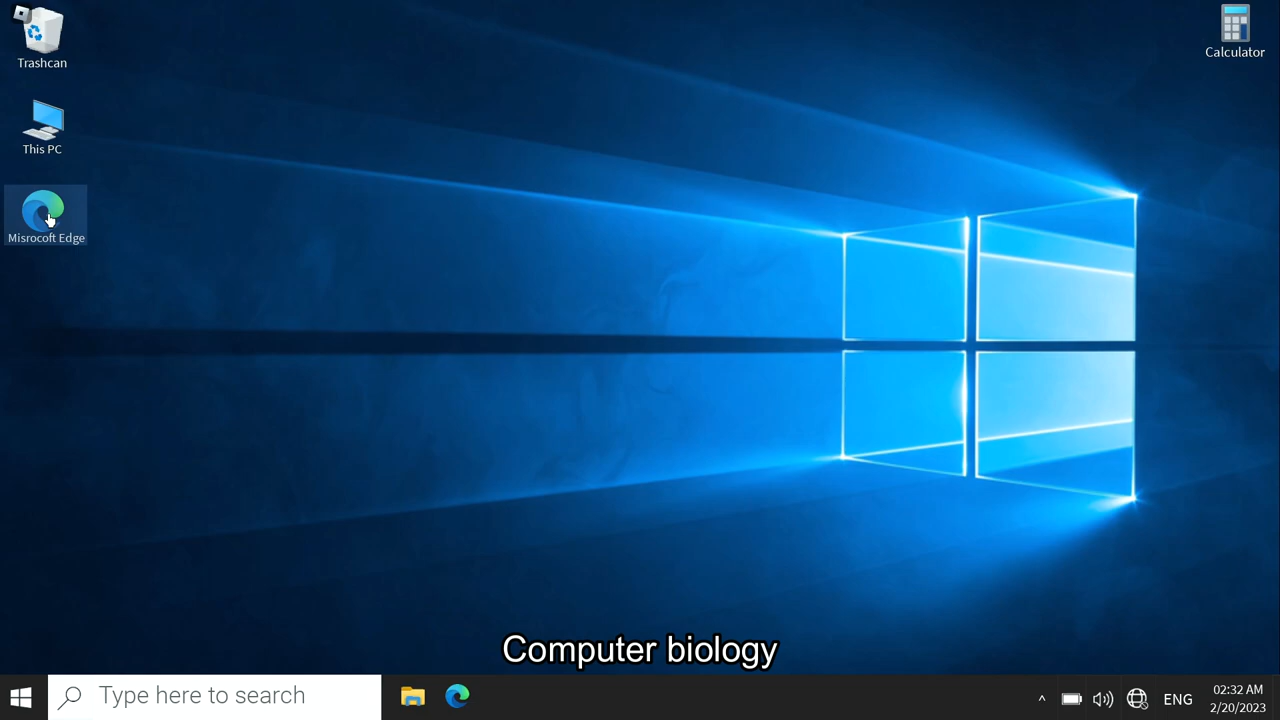 Trashcan
Calculator
This PC
Misrocoft Edge
Computer biology
Type here to search
^ ENG
02:32 AM
2/20/2023